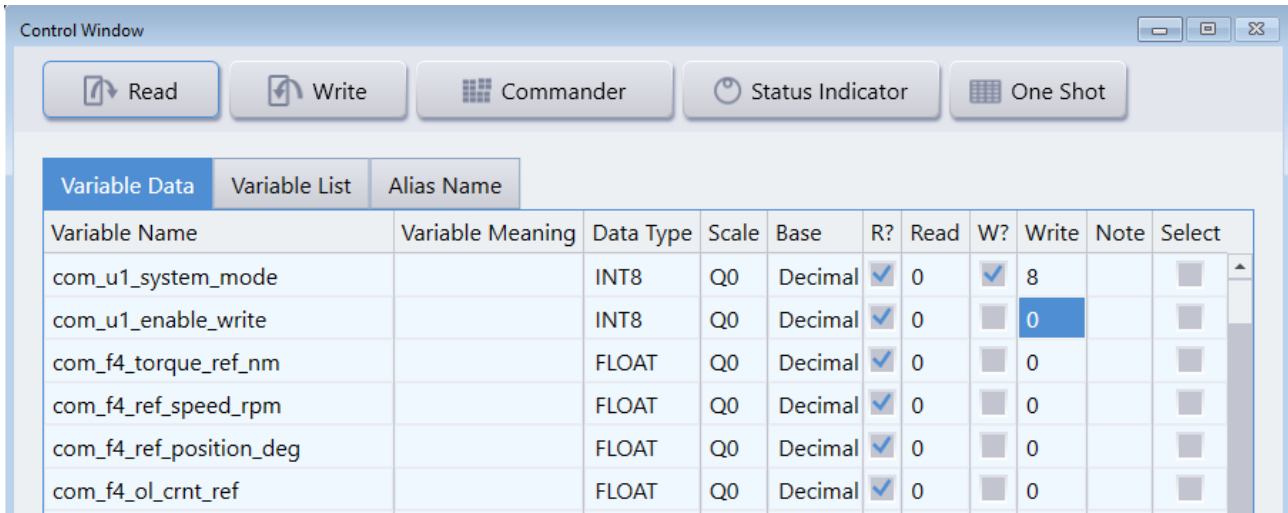 Control Window
Read Write Commander Status Indicator One Shot
Variable Data Variable List Alias Name
Variable Name Variable Meaning Data Type Scale Base R? Read W? Write Note Select
com_u1_system_mode INT8 Q0 Decimal 0 8
com_u1_enable_write INT8 Q0 Decimal 0 0
com_f4_torque_ref_nm FLOAT Q0 Decimal 0 0
com_f4_ref_speed_rpm FLOAT Q0 Decimal 0 0
com_f4_ref_position_deg FLOAT Q0 Decimal 0 0
com_f4_ol_crnt_ref FLOAT Q0 Decimal 0 0